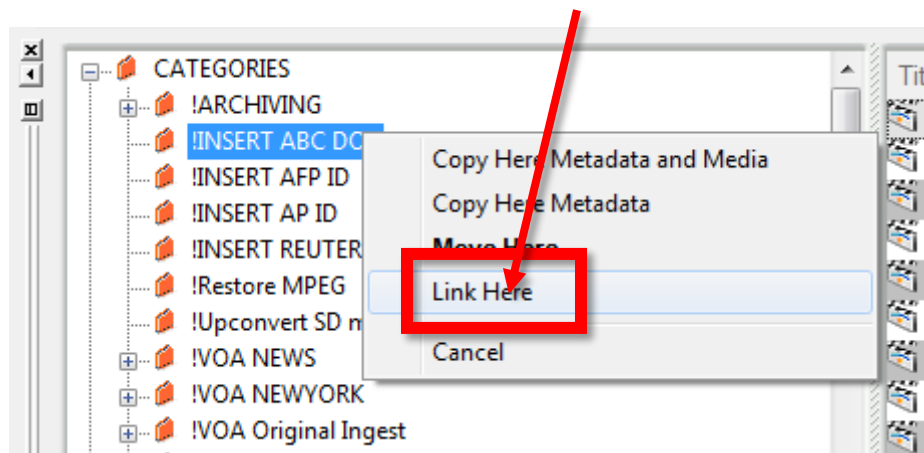 CATEGORIES
!ARCHIVING
!INSERT ABC DC
!INSERT AFP ID
!INSERT AP ID
!INSERT REUTER
!Restore MPEG
!Upconvert SD m
!VOA NEWS
!VOA NEWYORK
!VOA Original Ingest
Copy Here Metadata and Media
Copy Here Metadata
Move Here
Link Here
Cancel
Tit